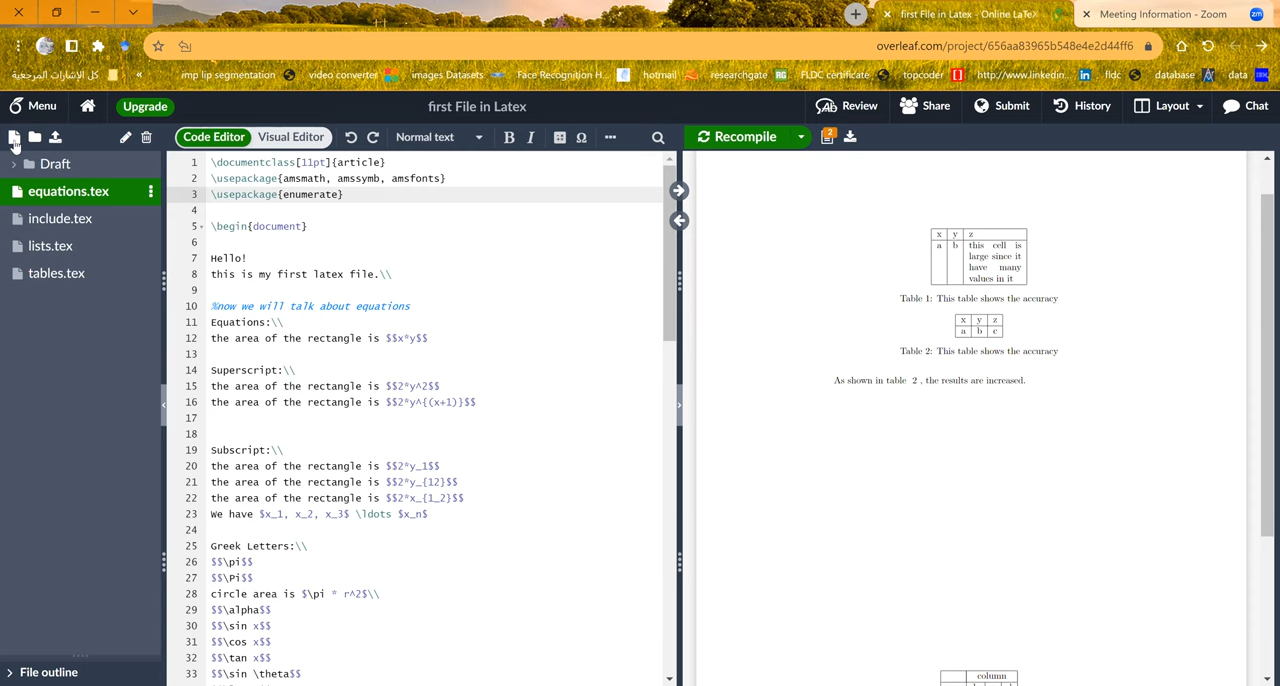 first File in Latex - Online LaTeX
Meeting Information - Zoom
overleaf.com/project/656aa83965b548e4e2d44ff6
كل الإشارات المرجعية
»
imp lip segmentation
video converter
images Datasets
Face Recognition H...
hotmail
researchgate
FLDC certificate
topcoder
http://www.linkedin...
fldc
database
data
Menu
Upgrade
first File in Latex
Review
Share
Submit
History
Layout
Chat
Code Editor
Visual Editor
Normal text
B
I
Ω
Recompile
2
Draft
equations.tex
include.tex
lists.tex
tables.tex
File outline
1 \documentclass[11pt]{article}
2 \usepackage{amsmath, amssymb, amsfonts}
3 \usepackage{enumerate}
4
5 \begin{document}
6
7 Hello!
8 this is my first latex file.\\
9
10 %now we will talk about equations
11 Equations:\\
12 the area of the rectangle is $$x*y$$
13
14 Superscript:\\
15 the area of the rectangle is $$2*y^2$$
16 the area of the rectangle is $$2*y^{(x+1)}$$
17
18
19 Subscript:\\
20 the area of the rectangle is $$2*y_1$$
21 the area of the rectangle is $$2*y_{12}$$
22 the area of the rectangle is $$2*x_{1_2}$$
23 We have $x_1, x_2, x_3$ \ldots $x_n$
24
25 Greek Letters:\\
26 $$\pi$$
27 $$\Pi$$
28 circle area is $\pi * r^2$\\
29 $$\alpha$$
30 $$\sin x$$
31 $$\cos x$$
32 $$\tan x$$
33 $$\sin \theta$$
x y z
a b this cell is
large since it
have many
values in it
Table 1: This table shows the accuracy
x y z
a b c
Table 2: This table shows the accuracy
As shown in table 2 , the results are increased.
column